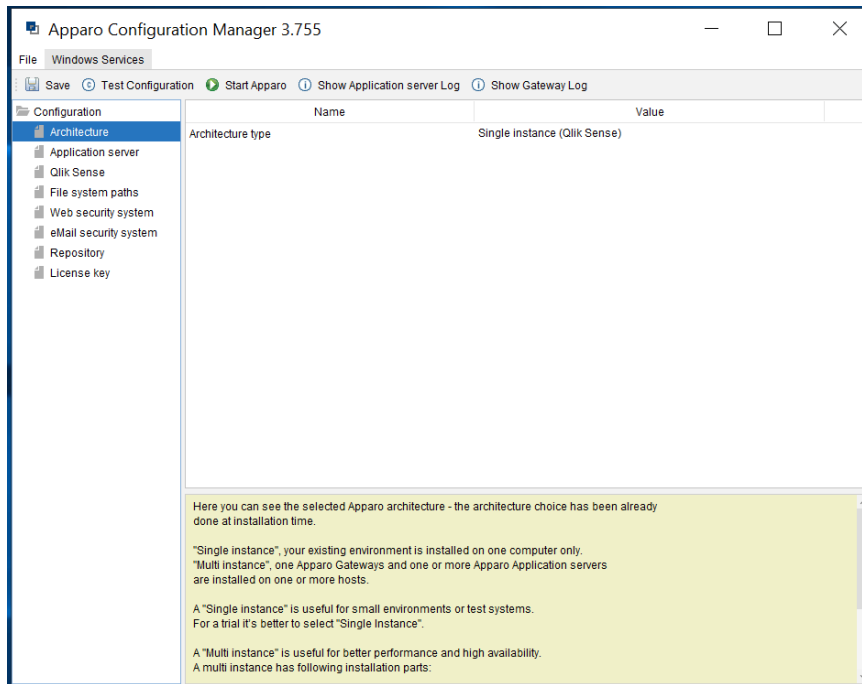 Apparo Configuration Manager 3.755
File Windows Services
Save Test Configuration Start Apparo Show Application server Log Show Gateway Log
Configuration
Name Value
Architecture
Architecture type Single instance (Qlik Sense)
Application server
Qlik Sense
File system paths
Web security system
eMail security system
Repository
License key
Here you can see the selected Apparo architecture - the architecture choice has been already
done at installation time.
"Single instance", your existing environment is installed on one computer only.
"Multi instance", one Apparo Gateways and one or more Apparo Application servers
are installed on one or more hosts.
A "Single instance" is useful for small environments or test systems.
For a trial it's better to select "Single Instance".
A "Multi instance" is useful for better performance and high availability.
A multi instance has following installation parts: